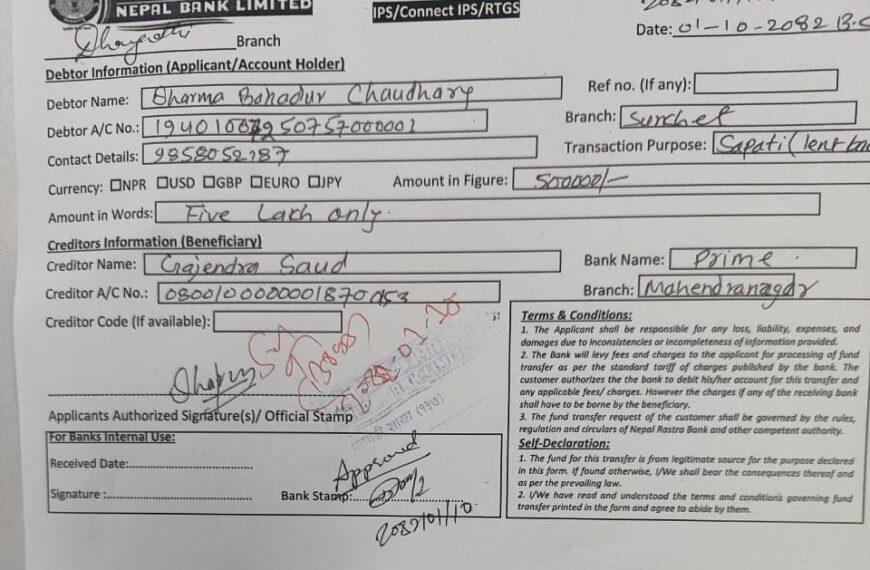 NEPAL BANK LIMITED
IPS/Connect IPS/RTGS
Date: 01-10-2082 B.S
Dhangadhi Branch
Debtor Information (Applicant/Account Holder)
Debtor Name: Dharma Bahadur Chaudhary Ref no. (If any):
Debtor A/C No.: Branch: Surkhet
Contact Details: 9858052187 Transaction Purpose: Sapati (lent
Currency: NPR USD GBP EURO JPY Amount in Figure: 500000/-
Amount in Words: Five Lakh only.
Creditors Information (Beneficiary)
Creditor Name: Gajendra Saud Bank Name: Prime
Creditor A/C No.: Branch: Mahendranagar
Creditor Code (If available):
Applicants Authorized Signature(s)/ Official Stamp
For Banks Internal Use:
Received Date:
Signature : Bank Stamp:
Approved
2082/01/10
Terms & Conditions:
1. The Applicant shall be responsible for any loss, liability, expenses, and
damages due to Inconsistencies or incompleteness of information provided.
2. The Bank will levy fees and charges to the applicant for processing of fund
transfer as per the standard tariff of charges published by the bank. The
customer authorizes the the bank to debit his/her account for this transfer and
any applicable fees/ charges. However the charges if any of the receiving bank
shall have to be borne by the beneficiary.
3. The fund transfer request of the customer shall be governed by the rules,
regulation and circulars of Nepal Rastra Bank and other competent authority.
Self-Declaration:
1. The fund for this transfer is from legitimate source for the purpose declared
in this form. If found otherwise, I/We shall bear the consequences thereof and
as per the prevailing law.
2. I/We have read and understood the terms and conditions governing fund
transfer printed in the form and agree to abide by them.